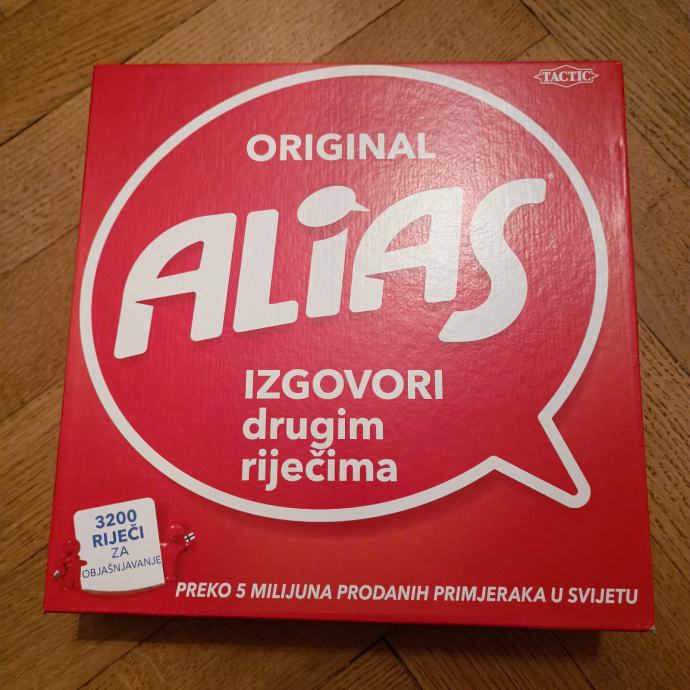 TACTIC
ORIGINAL
ALiAS®
IZGOVORI
drugim
riječima
3200
RIJEČI
ZA
OBJAŠNJAVANJE
PREKO 5 MILIJUNA PRODANIH PRIMJERAKA U SVIJETU